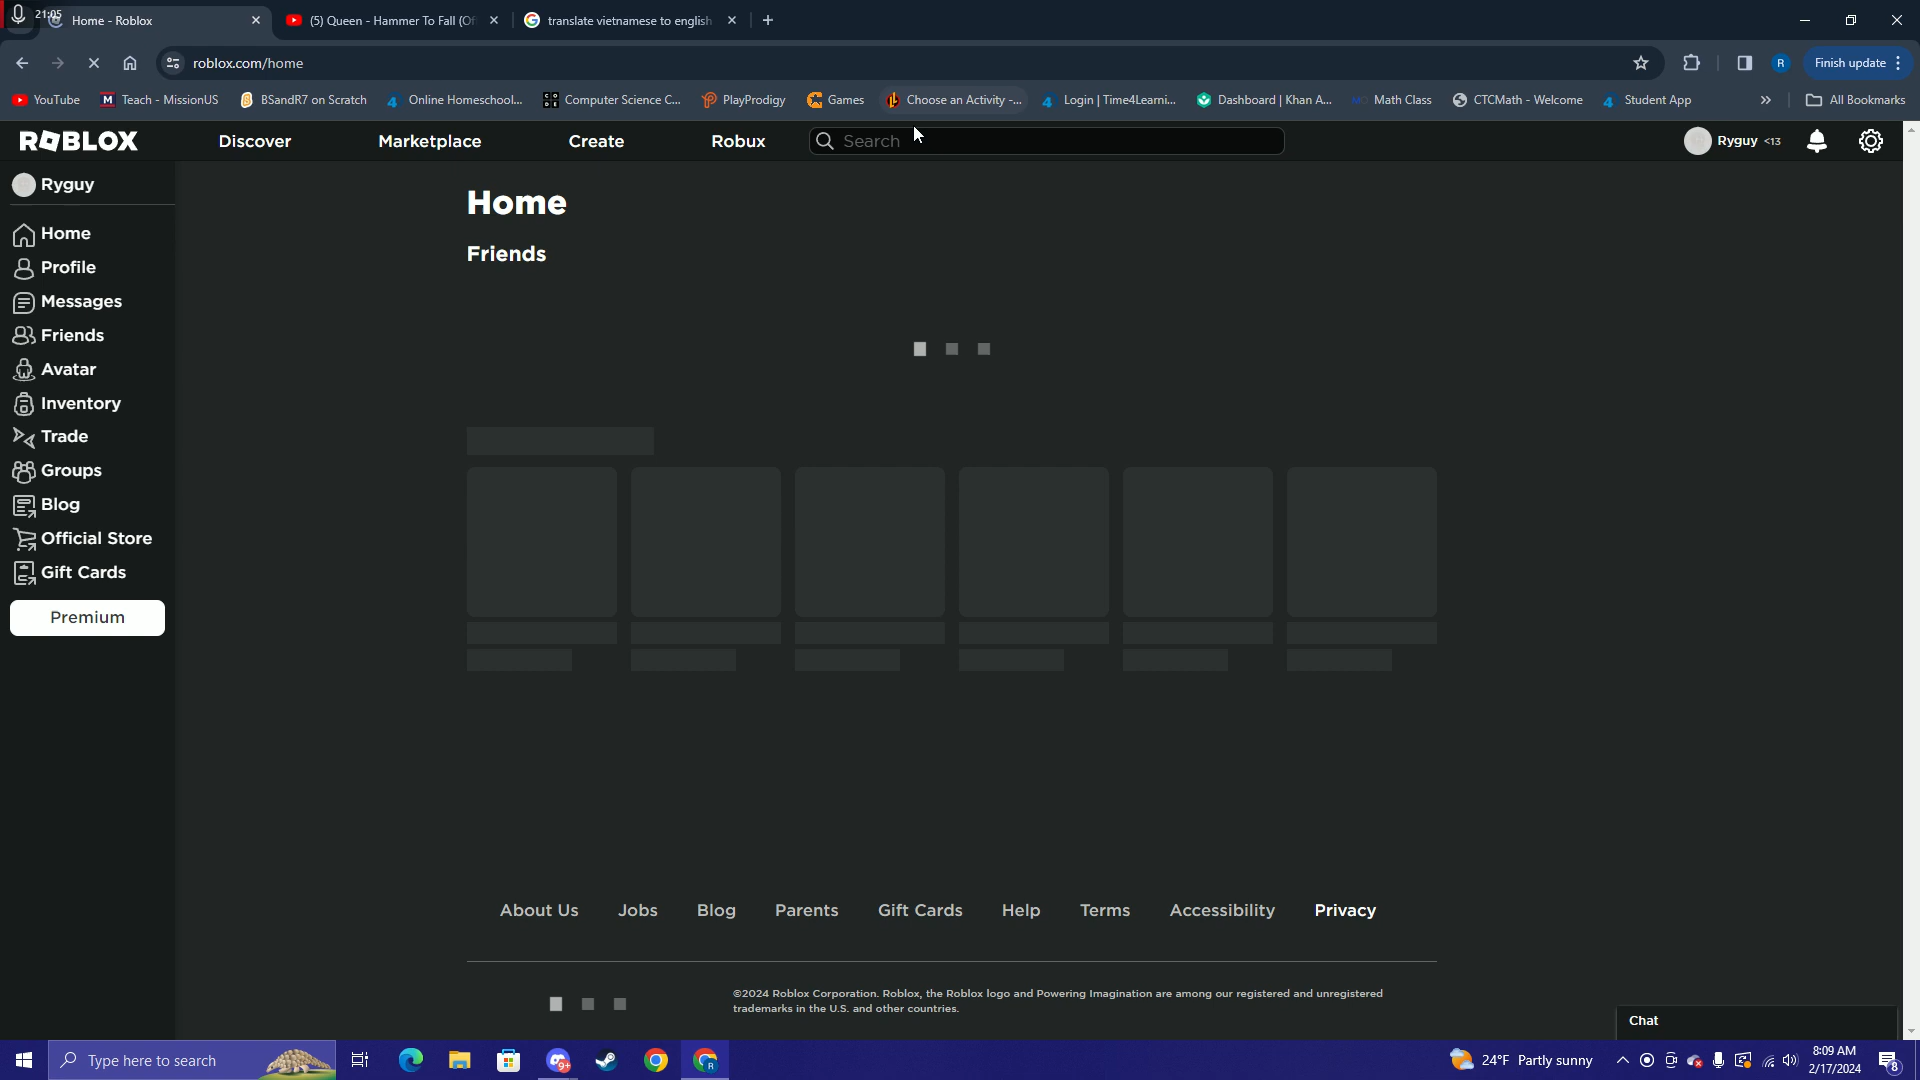 21:05
Home - Roblox
(5) Queen - Hammer To Fall (Of
translate vietnamese to english
roblox.com/home
R
Finish update
YouTube
Teach - MissionUS
BSandR7 on Scratch
Online Homeschool...
Computer Science C...
PlayProdigy
Games
Choose an Activity -...
Login | Time4Learni...
Dashboard | Khan A...
Math Class
CTCMath - Welcome
Student App
All Bookmarks
ROBLOX
Discover
Marketplace
Create
Robux
Search
Ryguy <13
Ryguy
Home
Profile
Messages
Friends
Avatar
Inventory
Trade
Groups
Blog
Official Store
Gift Cards
Premium
Home
Friends
About Us
Jobs
Blog
Parents
Gift Cards
Help
Terms
Accessibility
Privacy
©2024 Roblox Corporation. Roblox, the Roblox logo and Powering Imagination are among our registered and unregistered
trademarks in the U.S. and other countries.
Chat
Type here to search
9+
R
24°F Partly sunny
8:09 AM
2/17/2024
8